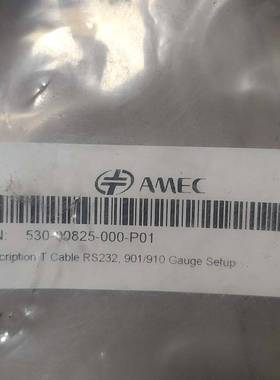 AMEC
N: 530-00825-000-P01
cription T Cable RS232, 901/910 Gauge Setup